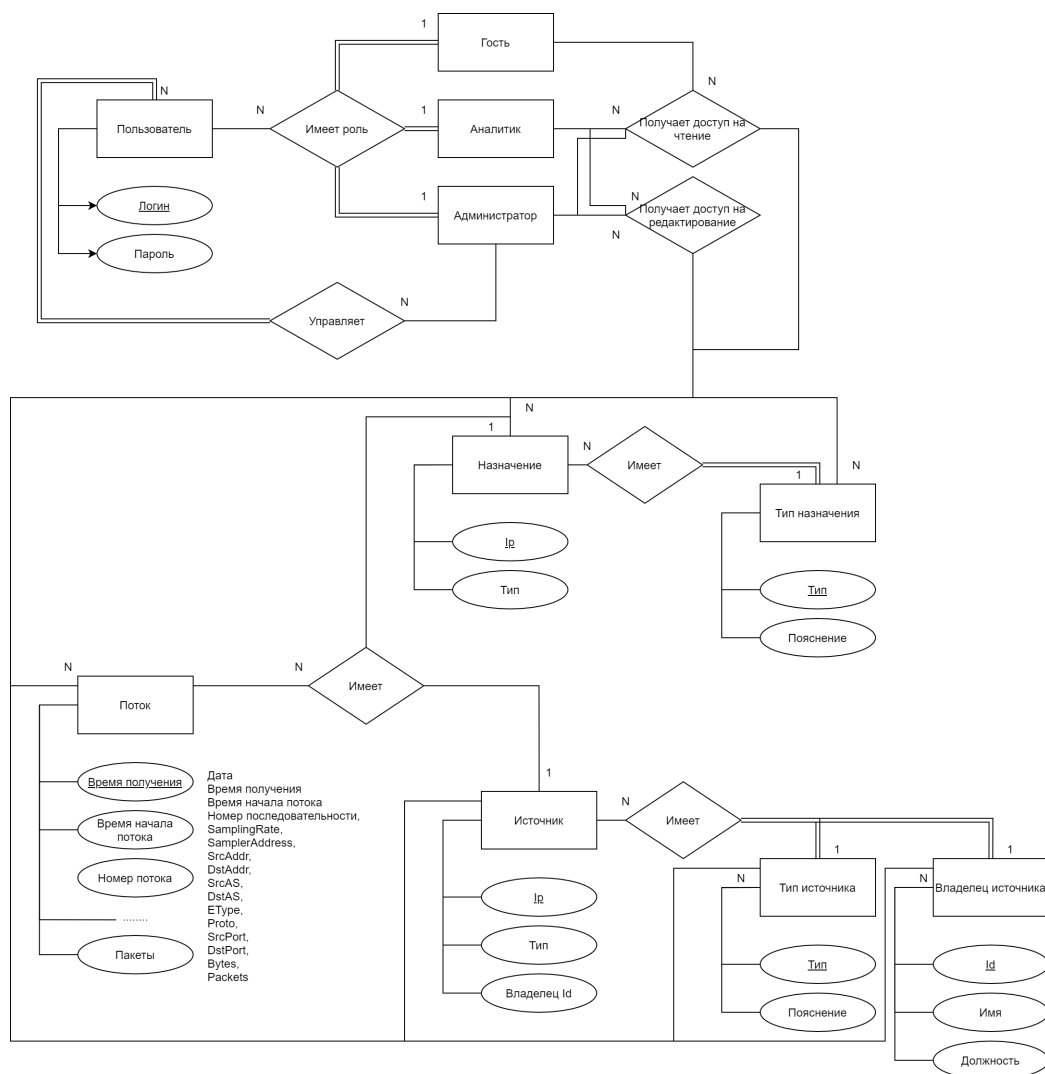 1
Гость
N
N
N
1
N
Пользователь
Имеет роль
Аналитик
Получает доступ на
чтение
1
N
Логин
Администратор
Получает доступ на
редактирование
N
Пароль
N
Управляет
N
1
N
Назначение
Имеет
1
N
Тип назначения
Ip
Тип
Тип
Пояснение
N
N
Имеет
Поток
1
Время получения
Время начала
потока
Номер потока
........
Пакеты
Дата
Время получения
Время начала потока
Номер последовательности,
SamplingRate,
SamplerAddress,
SrcAddr,
DstAddr,
SrcAS,
DstAS,
EType,
Proto,
SrcPort,
DstPort,
Bytes,
Packets
Источник
N
Имеет
1
1
N
Тип источника
N
Владелец источника
Ip
Тип
Владелец Id
Тип
Пояснение
Id
Имя
Должность